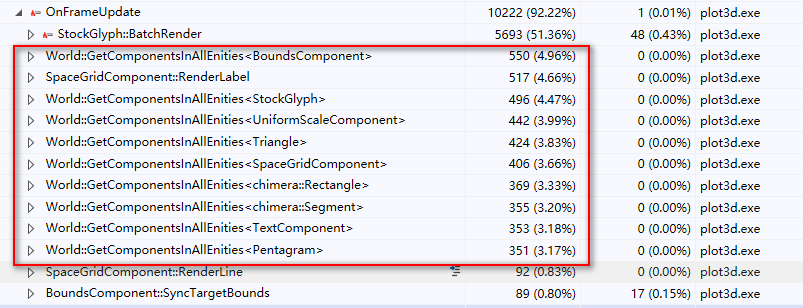 OnFrameUpdate 10222 (92.22%) 1 (0.01%) plot3d.exe
StockGlyph::BatchRender 5693 (51.36%) 48 (0.43%) plot3d.exe
World::GetComponentsInAllEnities<BoundsComponent> 550 (4.96%) 0 (0.00%) plot3d.exe
SpaceGridComponent::RenderLabel 517 (4.66%) 0 (0.00%) plot3d.exe
World::GetComponentsInAllEnities<StockGlyph> 496 (4.47%) 0 (0.00%) plot3d.exe
World::GetComponentsInAllEnities<UniformScaleComponent> 442 (3.99%) 0 (0.00%) plot3d.exe
World::GetComponentsInAllEnities<Triangle> 424 (3.83%) 0 (0.00%) plot3d.exe
World::GetComponentsInAllEnities<SpaceGridComponent> 406 (3.66%) 0 (0.00%) plot3d.exe
World::GetComponentsInAllEnities<chimera::Rectangle> 369 (3.33%) 0 (0.00%) plot3d.exe
World::GetComponentsInAllEnities<chimera::Segment> 355 (3.20%) 0 (0.00%) plot3d.exe
World::GetComponentsInAllEnities<TextComponent> 353 (3.18%) 0 (0.00%) plot3d.exe
World::GetComponentsInAllEnities<Pentagram> 351 (3.17%) 0 (0.00%) plot3d.exe
SpaceGridComponent::RenderLine 92 (0.83%) 0 (0.00%) plot3d.exe
BoundsComponent::SyncTargetBounds 89 (0.80%) 17 (0.15%) plot3d.exe